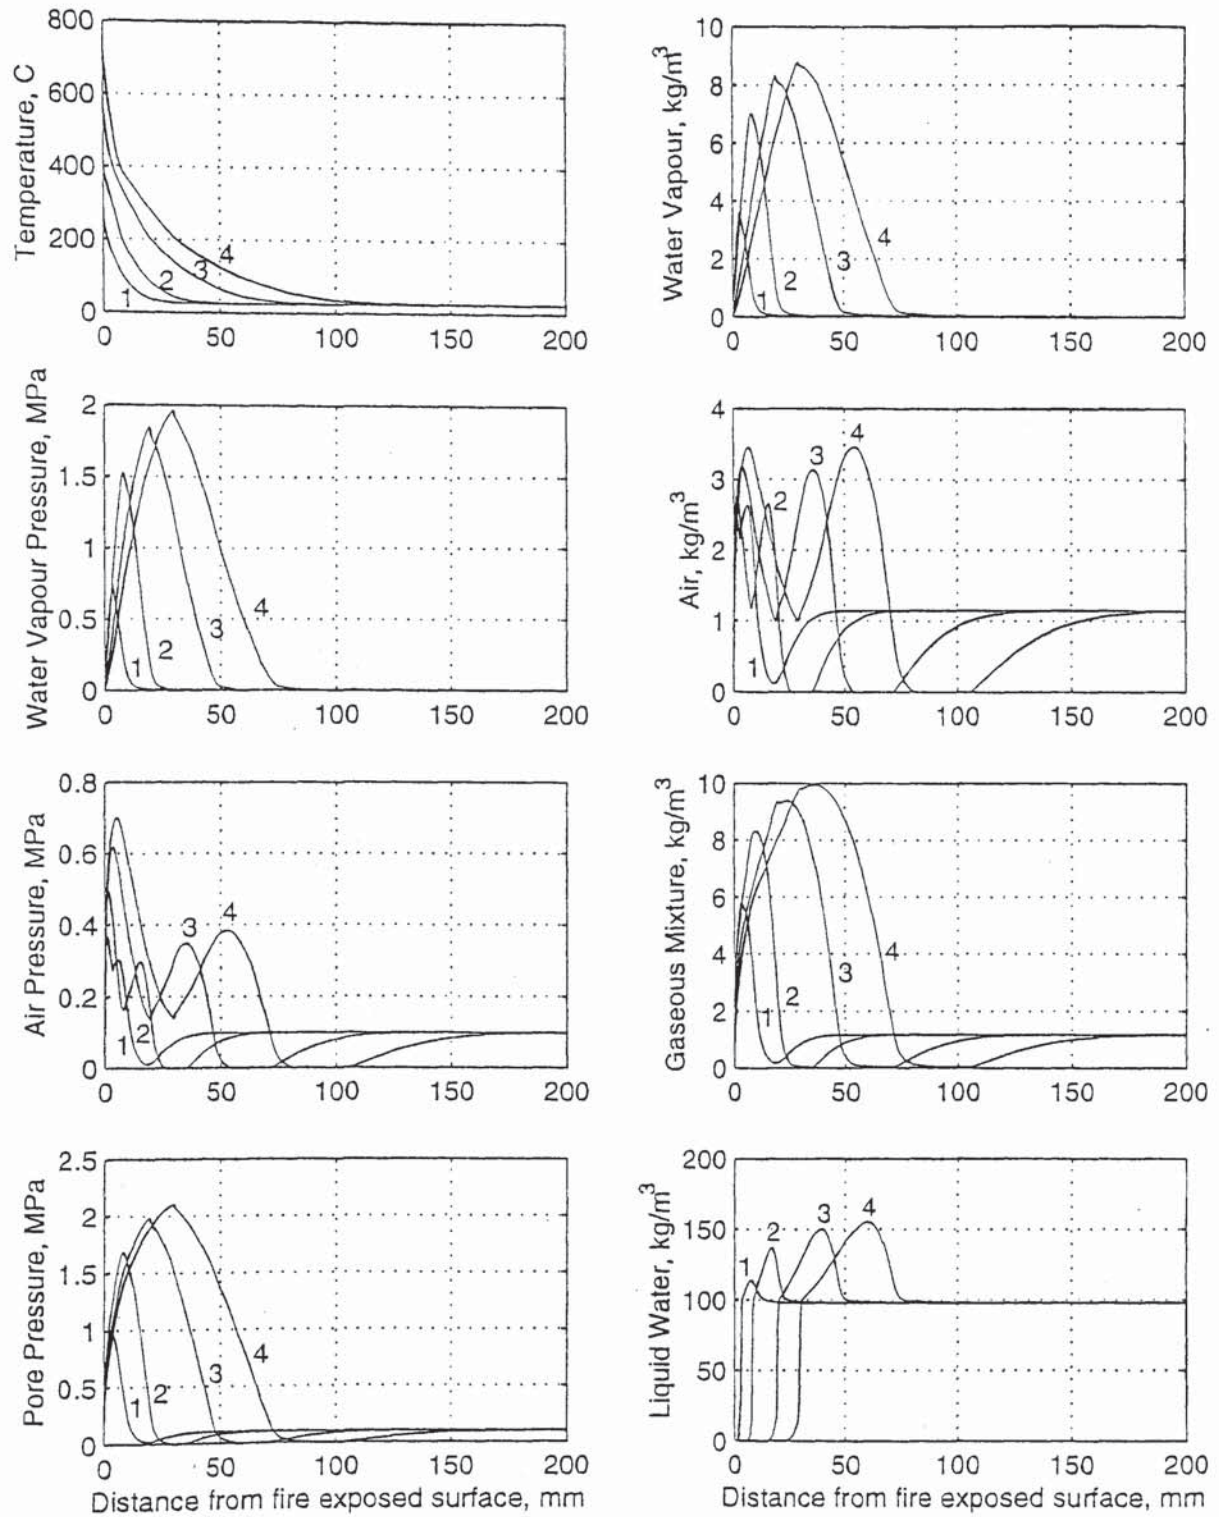 Temperature, C
800
600
400
200
0
0 50 100 150 200
1 2 3 4
Water Vapour, kg/m³
10
8
6
4
2
0
0 50 100 150 200
1 2 3 4
Water Vapour Pressure, MPa
2
1.5
1
0.5
0
0 50 100 150 200
1 2 3 4
Air, kg/m³
4
3
2
1
0
0 50 100 150 200
1 2 3 4
Air Pressure, MPa
0.8
0.6
0.4
0.2
0
0 50 100 150 200
1 2 3 4
Gaseous Mixture, kg/m³
10
8
6
4
2
0
0 50 100 150 200
1 2 3 4
Pore Pressure, MPa
2.5
2
1.5
1
0.5
0
0 50 100 150 200
1 2 3 4
Distance from fire exposed surface, mm
Liquid Water, kg/m³
200
150
100
50
0
0 50 100 150 200
1 2 3 4
Distance from fire exposed surface, mm